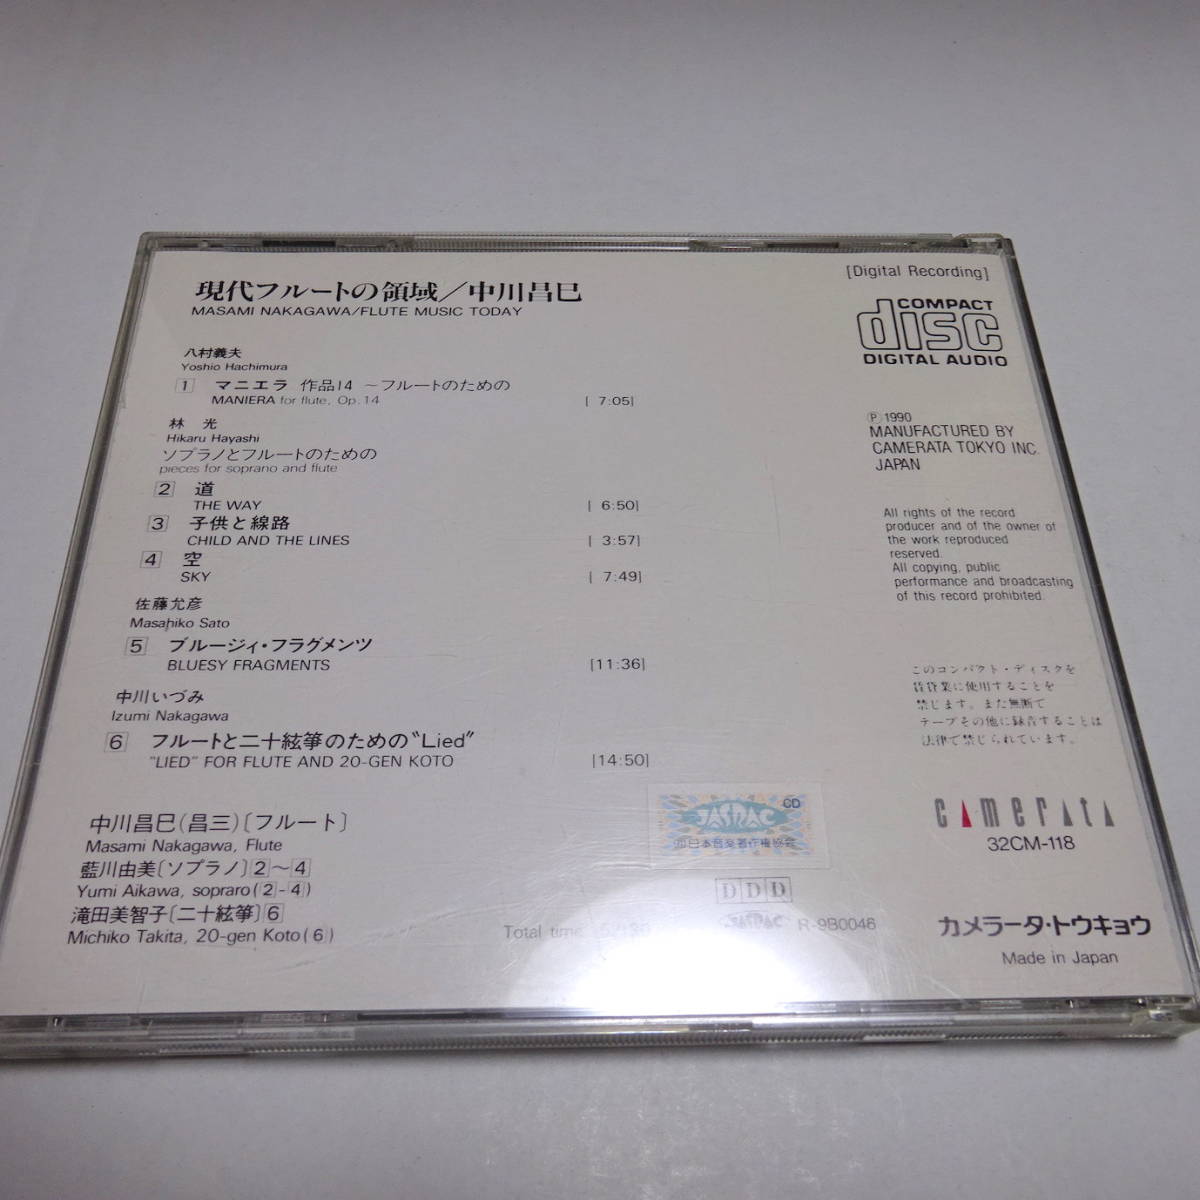 現代フルートの領域／中川昌巳
MASAMI NAKAGAWA/FLUTE MUSIC TODAY
八村義夫
Yoshio Hachimura
1 マニエラ 作品14 〜フルートのための
MANIERA for flute, Op.14 [ 7:05]
林 光
Hikaru Hayashi
ソプラノとフルートのための
pieces for soprano and flute
2 道
THE WAY [ 6:50]
3 子供と線路
CHILD AND THE LINES [ 3:57]
4 空
SKY [ 7:49]
佐藤允彦
Masahiko Sato
5 ブルージィ・フラグメンツ
BLUESY FRAGMENTS [11:36]
中川いづみ
Izumi Nakagawa
6 フルートと二十絃箏のための"Lied"
"LIED" FOR FLUTE AND 20-GEN KOTO [14:50]
中川昌巳(昌三)〔フルート〕
Masami Nakagawa, Flute
藍川由美〔ソプラノ〕2〜4
Yumi Aikawa, sopraro(2-4)
滝田美智子〔二十絃箏〕6
Michiko Takita, 20-gen Koto(6)
Total time
[Digital Recording]
COMPACT
disc
DIGITAL AUDIO
Ⓟ1990
MANUFACTURED BY
CAMERATA TOKYO INC.
JAPAN
All rights of the record
producer and of the owner of
the work reproduced
reserved.
All copying, public
performance and broadcasting
of this record prohibited.
このコンパクト・ディスクを
賃貸業に使用することを
禁じます。また無断で
テープその他に録音することは
法律で禁じられています。
camerata
32CM-118
CD
JASRAC
日本音楽著作権協会
DDD
JASRAC R-9B0046
カメラータ・トウキョウ
Made in Japan